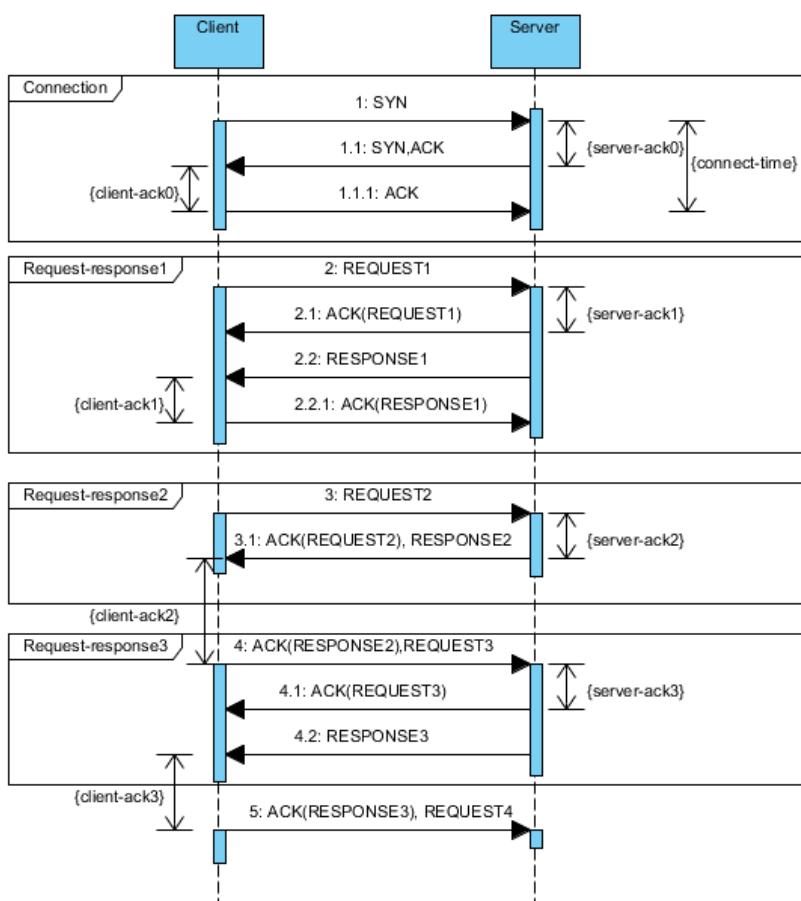 Client
Server
Connection
1: SYN
1.1: SYN,ACK
{server-ack0}
{connect-time}
{client-ack0}
1.1.1: ACK
Request-response1
2: REQUEST1
2.1: ACK(REQUEST1)
{server-ack1}
2.2: RESPONSE1
{client-ack1}
2.2.1: ACK(RESPONSE1)
Request-response2
3: REQUEST2
3.1: ACK(REQUEST2), RESPONSE2
{server-ack2}
{client-ack2}
Request-response3
4: ACK(RESPONSE2),REQUEST3
4.1: ACK(REQUEST3)
{server-ack3}
4.2: RESPONSE3
{client-ack3}
5: ACK(RESPONSE3), REQUEST4